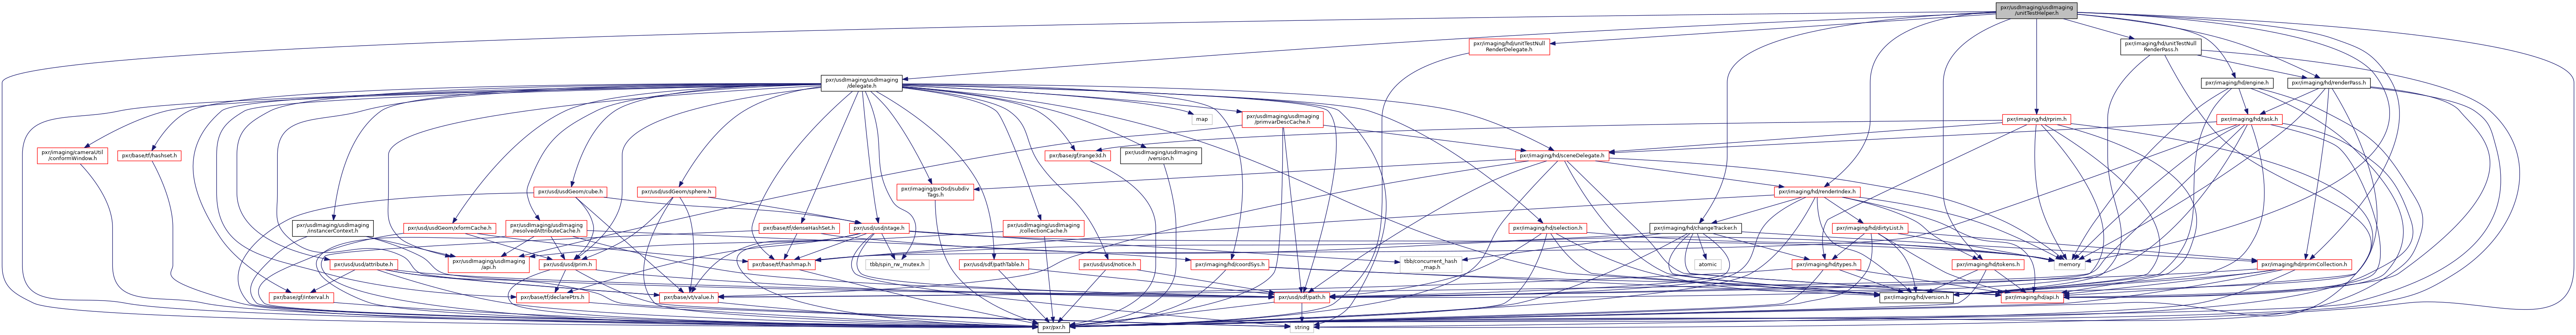 pxr/usdImaging/usdImaging
/unitTestHelper.h
pxr/imaging/hd/unitTestNull
RenderDelegate.h
pxr/imaging/hd/unitTestNull
RenderPass.h
pxr/usdImaging/usdImaging
/delegate.h
pxr/imaging/hd/engine.h
pxr/imaging/hd/renderPass.h
map
pxr/usdImaging/usdImaging
/primvarDescCache.h
pxr/imaging/hd/rprim.h
pxr/imaging/hd/task.h
pxr/imaging/cameraUtil
/conformWindow.h
pxr/base/tf/hashset.h
pxr/base/gf/range3d.h
pxr/usdImaging/usdImaging
/version.h
pxr/imaging/hd/sceneDelegate.h
pxr/usd/usdGeom/cube.h
pxr/usd/usdGeom/sphere.h
pxr/imaging/pxOsd/subdiv
Tags.h
pxr/imaging/hd/renderIndex.h
pxr/usdImaging/usdImaging
/instancerContext.h
pxr/usd/usdGeom/xformCache.h
pxr/usdImaging/usdImaging
/resolvedAttributeCache.h
pxr/base/tf/denseHashSet.h
pxr/usd/usd/stage.h
pxr/usdImaging/usdImaging
/collectionCache.h
pxr/imaging/hd/selection.h
pxr/imaging/hd/changeTracker.h
pxr/imaging/hd/dirtyList.h
pxr/usd/usd/attribute.h
pxr/usdImaging/usdImaging
/api.h
pxr/usd/usd/prim.h
pxr/base/tf/hashmap.h
tbb/spin_rw_mutex.h
pxr/usd/sdf/pathTable.h
pxr/usd/usd/notice.h
pxr/imaging/hd/coordSys.h
tbb/concurrent_hash
_map.h
atomic
pxr/imaging/hd/types.h
pxr/imaging/hd/tokens.h
memory
pxr/imaging/hd/rprimCollection.h
pxr/base/gf/interval.h
pxr/base/tf/declarePtrs.h
pxr/base/vt/value.h
pxr/usd/sdf/path.h
pxr/imaging/hd/version.h
pxr/imaging/hd/api.h
pxr/pxr.h
string